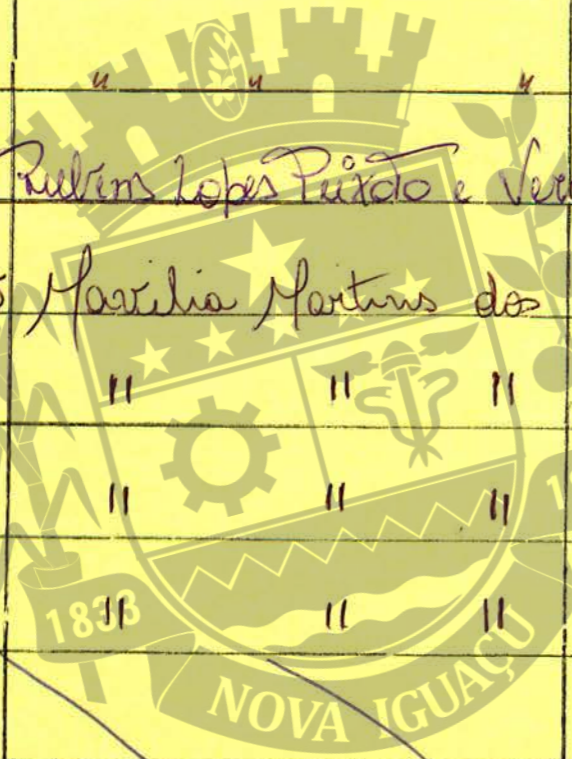 " " "
Rubens Lopes Peixoto e Ver
Marilia Martins dos
" " "
" " "
" " "
1833
NOVA IGUAÇU